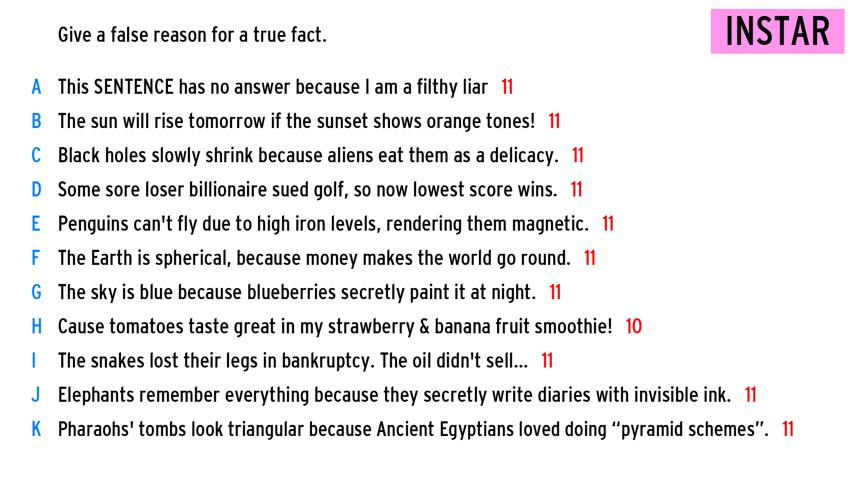 Give a false reason for a true fact.
INSTAR
A This SENTENCE has no answer because I am a filthy liar 11
B The sun will rise tomorrow if the sunset shows orange tones! 11
C Black holes slowly shrink because aliens eat them as a delicacy. 11
D Some sore loser billionaire sued golf, so now lowest score wins. 11
E Penguins can't fly due to high iron levels, rendering them magnetic. 11
F The Earth is spherical, because money makes the world go round. 11
G The sky is blue because blueberries secretly paint it at night. 11
H Cause tomatoes taste great in my strawberry & banana fruit smoothie! 10
I The snakes lost their legs in bankruptcy. The oil didn't sell... 11
J Elephants remember everything because they secretly write diaries with invisible ink. 11
K Pharaohs' tombs look triangular because Ancient Egyptians loved doing “pyramid schemes”. 11